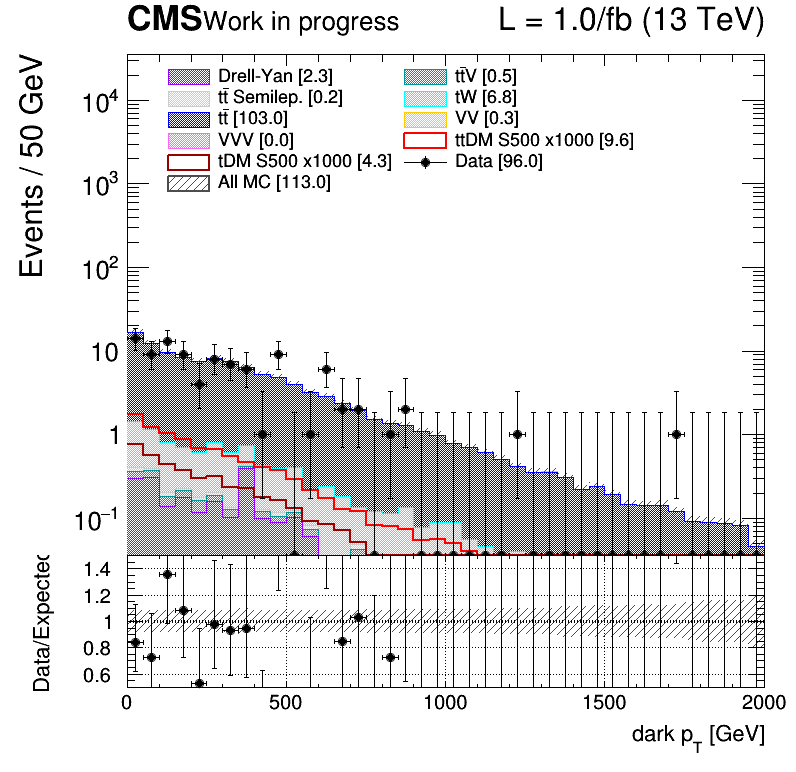 CMS Work in progress L = 1.0/fb (13 TeV)
Events / 50 GeV
Drell-Yan [2.3] tt̄V [0.5]
tt̄ Semilep. [0.2] tW [6.8]
tt̄ [103.0] VV [0.3]
VVV [0.0] ttDM S500 x1000 [9.6]
tDM S500 x1000 [4.3] Data [96.0]
All MC [113.0]
10⁴
10³
10²
10
1
10⁻¹
Data/Expected
1.4
1.2
1
0.8
0.6
0 500 1000 1500 2000
dark p_T [GeV]